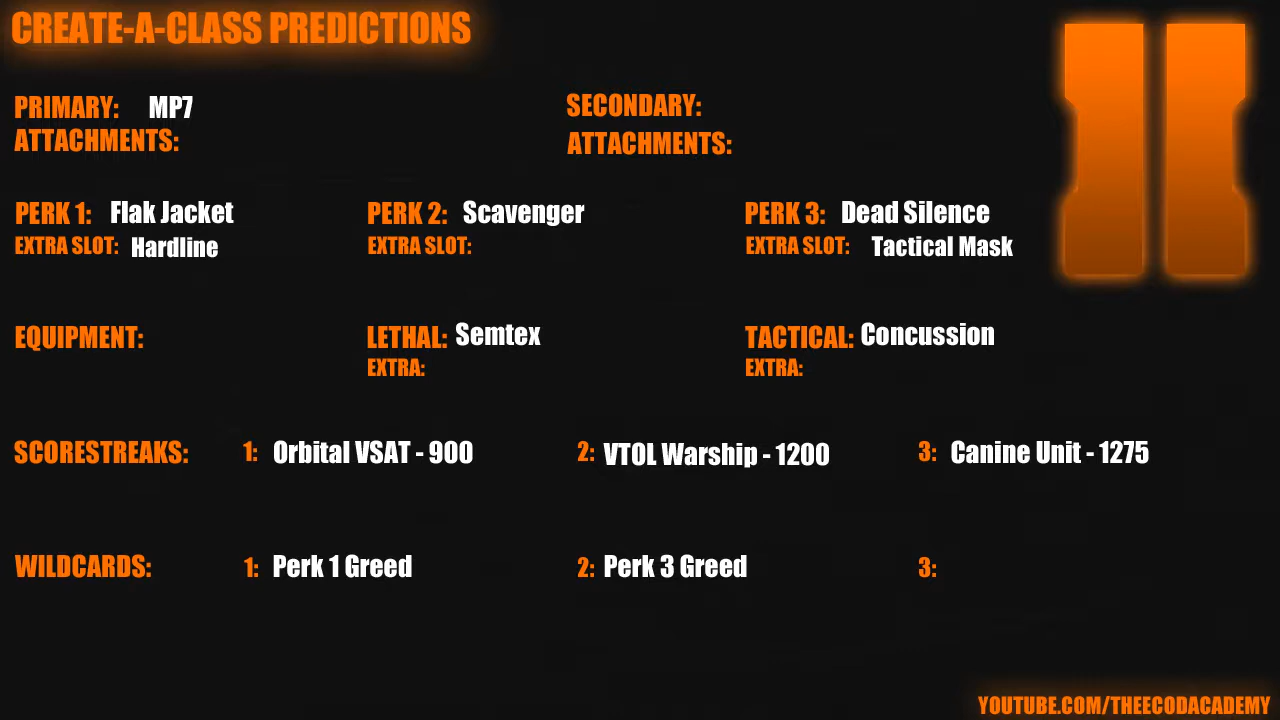 CREATE-A-CLASS PREDICTIONS
PRIMARY: MP7 SECONDARY:
ATTACHMENTS: ATTACHMENTS:
PERK 1: Flak Jacket PERK 2: Scavenger PERK 3: Dead Silence
EXTRA SLOT: Hardline EXTRA SLOT: EXTRA SLOT: Tactical Mask
EQUIPMENT: LETHAL: Semtex TACTICAL: Concussion
EXTRA: EXTRA:
SCORESTREAKS: 1: Orbital VSAT - 900 2: VTOL Warship - 1200 3: Canine Unit - 1275
WILDCARDS: 1: Perk 1 Greed 2: Perk 3 Greed 3:
YOUTUBE.COM/THEECODACADEMY